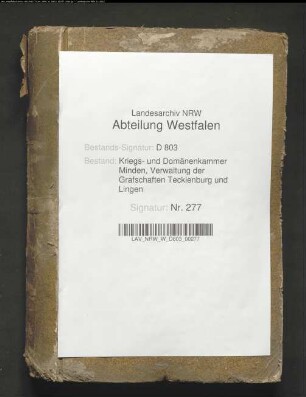 Landesarchiv NRW
Abteilung Westfalen
Bestands-Signatur: D 803
Bestand: Kriegs- und Domänenkammer
Minden, Verwaltung der
Grafschaften Tecklenburg und
Lingen
Signatur: Nr. 277
LAV_NRW_W_D803_00277